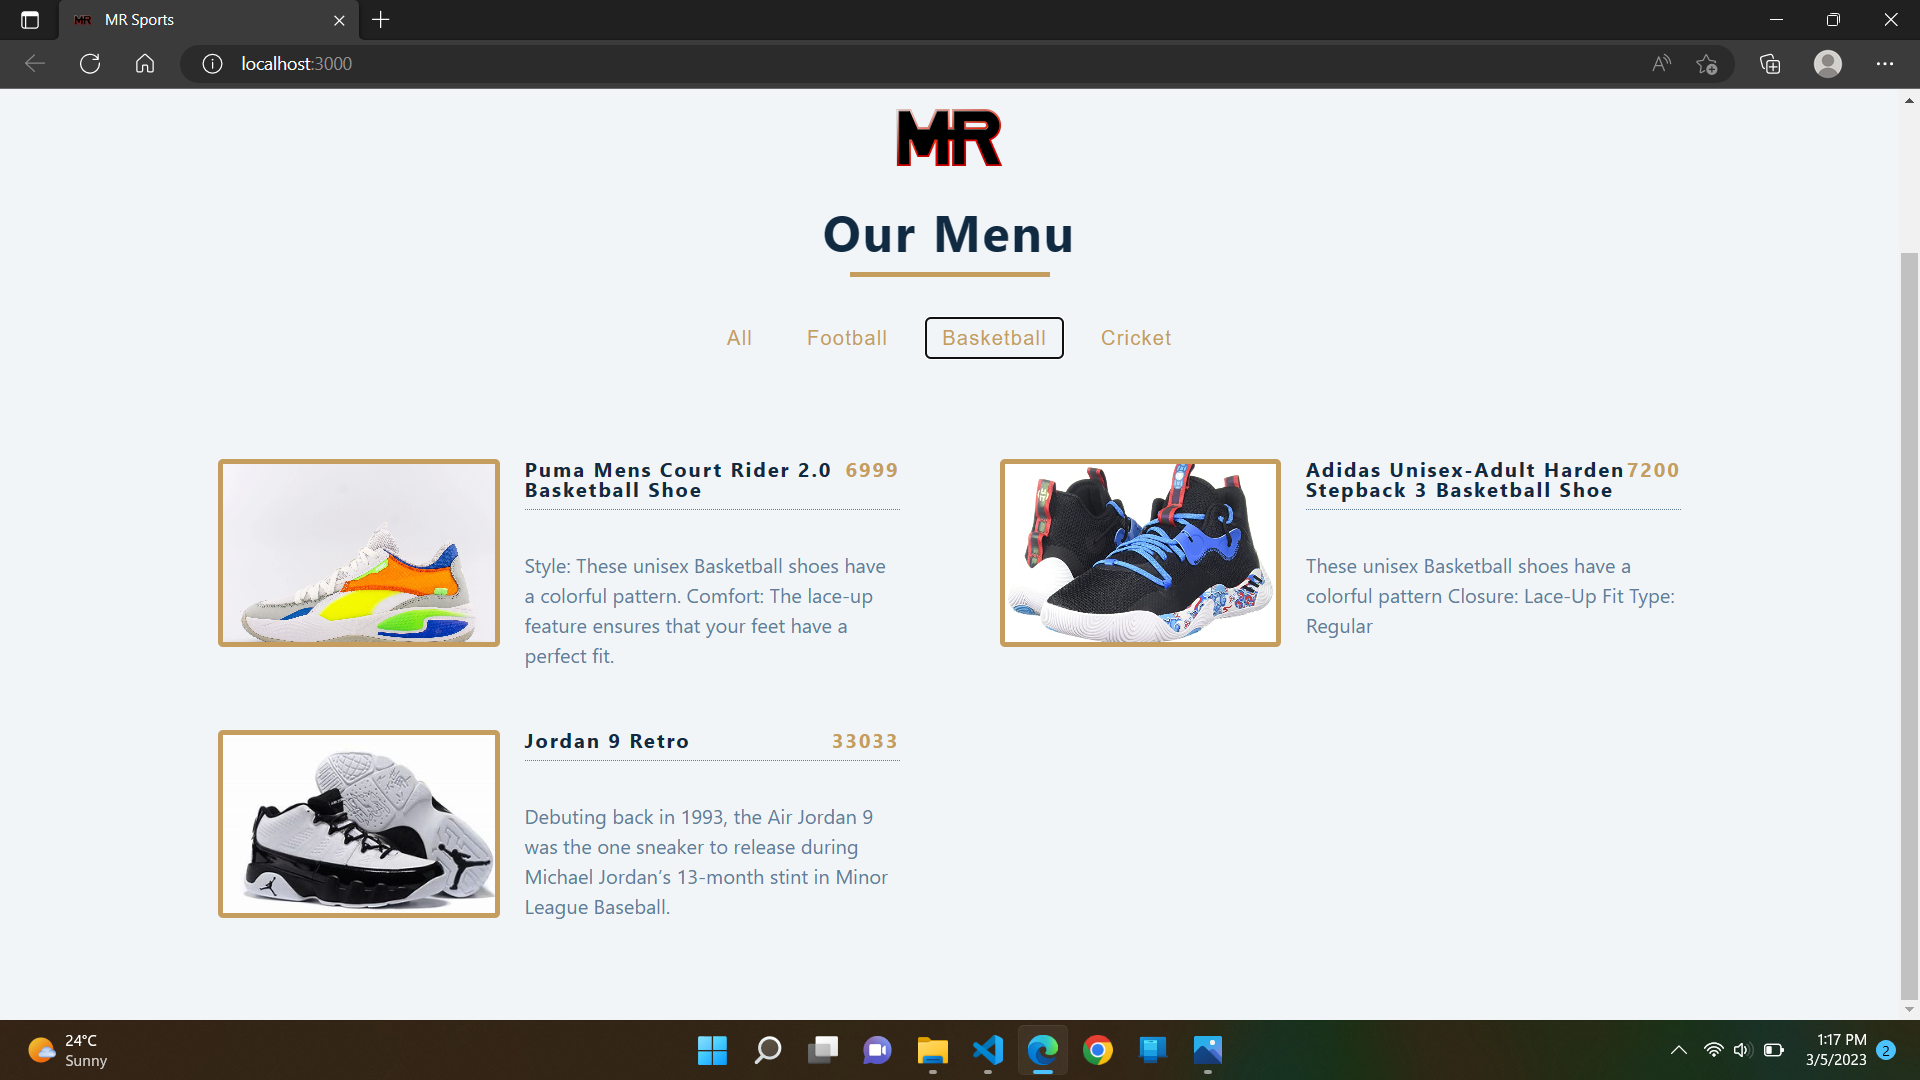 MR MR Sports
localhost:3000
MR
Our Menu
All Football Basketball Cricket
Puma Mens Court Rider 2.0 6999
Basketball Shoe
Style: These unisex Basketball shoes have
a colorful pattern. Comfort: The lace-up
feature ensures that your feet have a
perfect fit.
Adidas Unisex-Adult Harden 7200
Stepback 3 Basketball Shoe
These unisex Basketball shoes have a
colorful pattern Closure: Lace-Up Fit Type:
Regular
Jordan 9 Retro 33033
Debuting back in 1993, the Air Jordan 9
was the one sneaker to release during
Michael Jordan’s 13-month stint in Minor
League Baseball.
24°C
Sunny
1:17 PM
3/5/2023
2